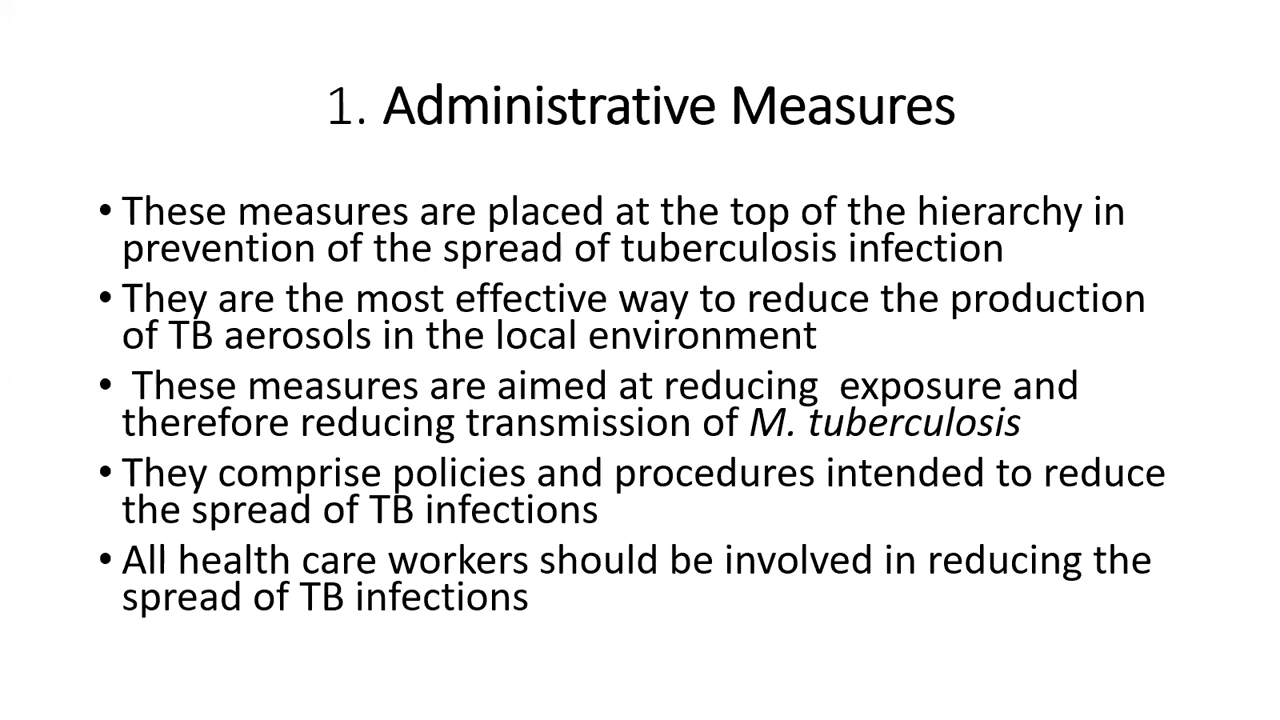 1. Administrative Measures
• These measures are placed at the top of the hierarchy in
prevention of the spread of tuberculosis infection
• They are the most effective way to reduce the production
of TB aerosols in the local environment
• These measures are aimed at reducing  exposure and
therefore reducing transmission of M. tuberculosis
• They comprise policies and procedures intended to reduce
the spread of TB infections
• All health care workers should be involved in reducing the
spread of TB infections